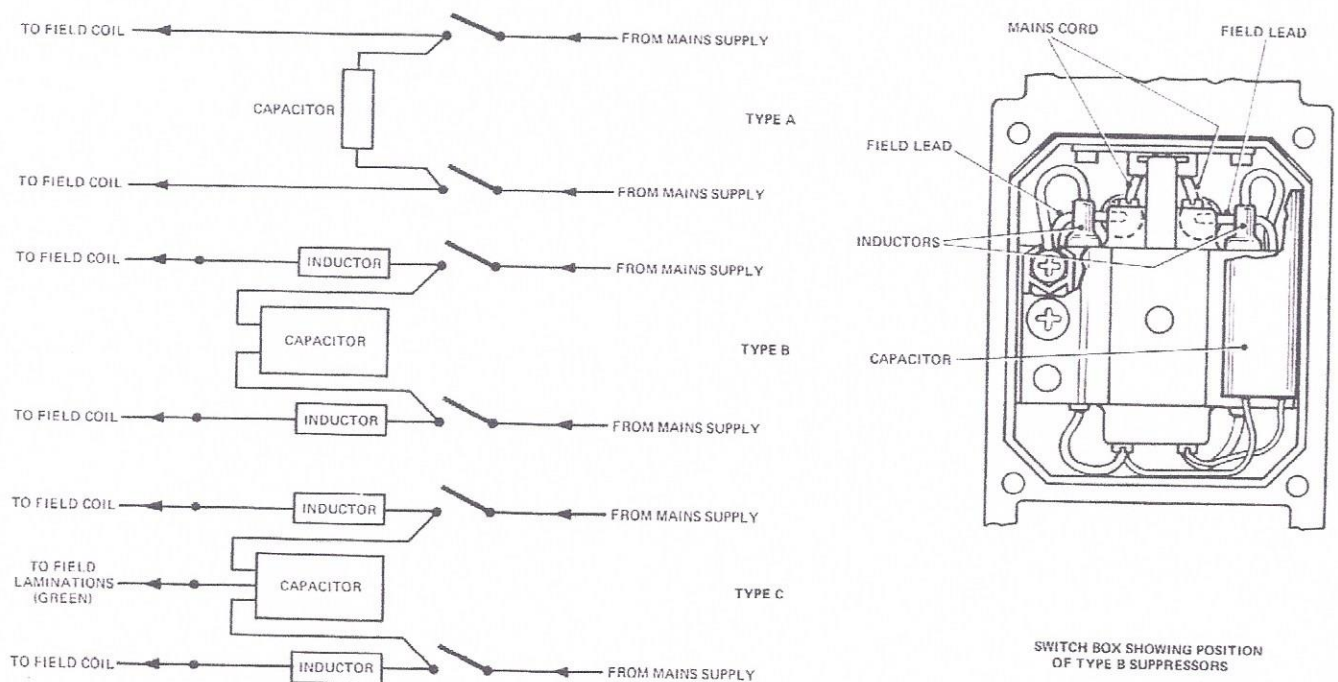 TO FIELD COIL
FROM MAINS SUPPLY
CAPACITOR
TYPE A
TO FIELD COIL
FROM MAINS SUPPLY
TO FIELD COIL
INDUCTOR
FROM MAINS SUPPLY
CAPACITOR
TYPE B
TO FIELD COIL
INDUCTOR
FROM MAINS SUPPLY
TO FIELD COIL
INDUCTOR
FROM MAINS SUPPLY
TO FIELD
LAMINATIONS
(GREEN)
CAPACITOR
TYPE C
TO FIELD COIL
INDUCTOR
FROM MAINS SUPPLY
MAINS CORD
FIELD LEAD
FIELD LEAD
INDUCTORS
CAPACITOR
SWITCH BOX SHOWING POSITION
OF TYPE B SUPPRESSORS